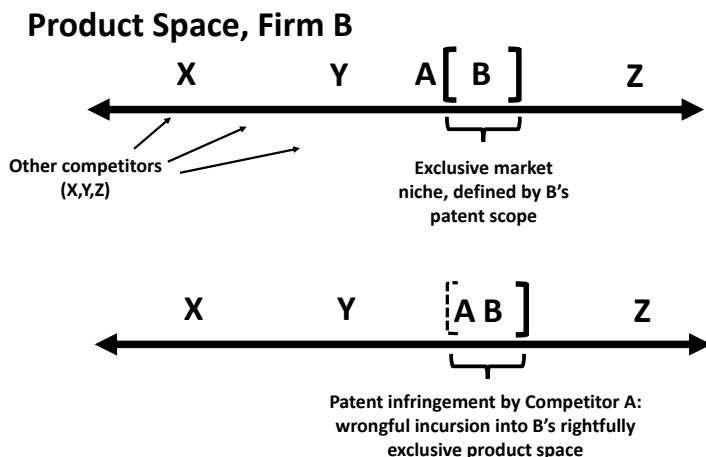 Product Space, Firm B
X Y A [ B ] Z
Other competitors
(X,Y,Z)
Exclusive market
niche, defined by B's
patent scope
X Y [ A B ] Z
Patent infringement by Competitor A:
wrongful incursion into B's rightfully
exclusive product space